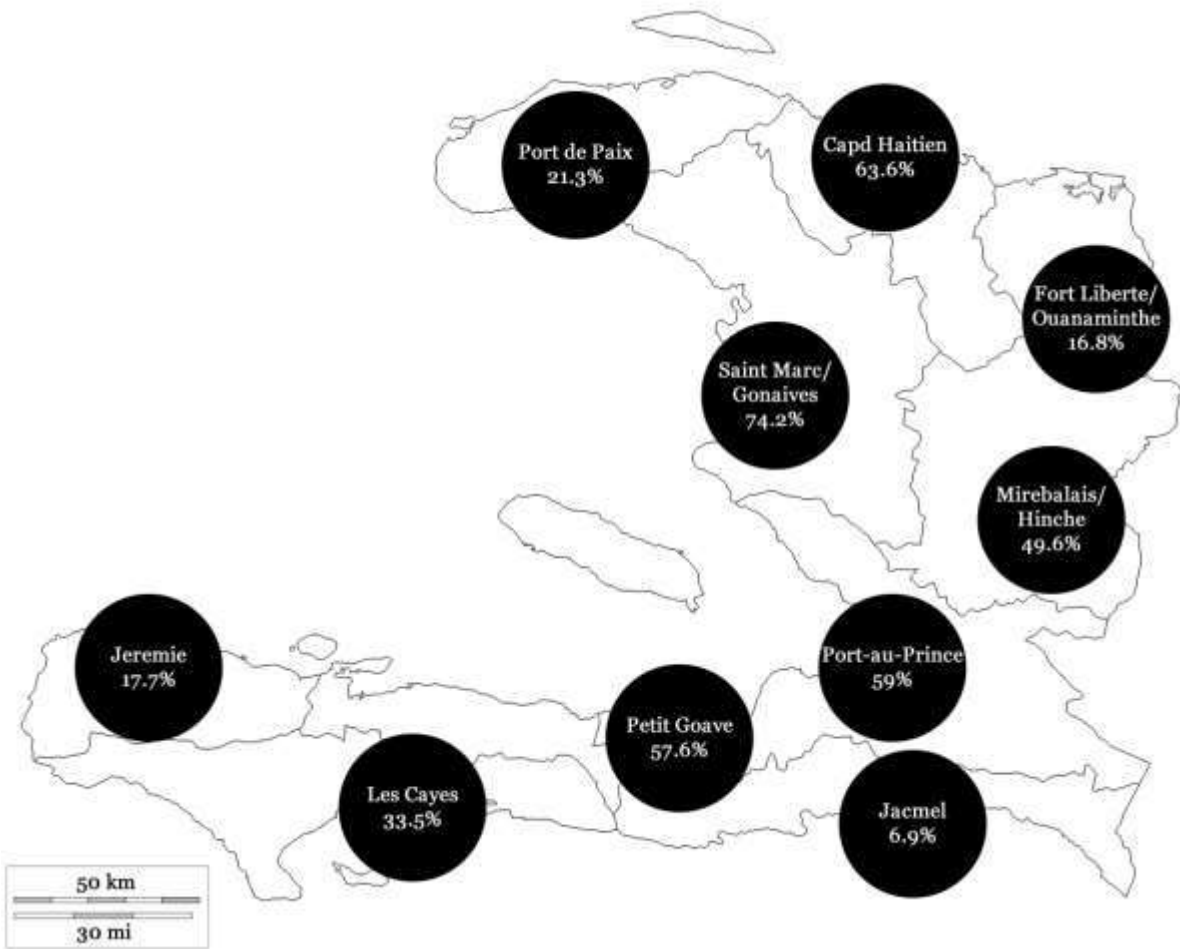 Port de Paix
21.3%
Capd Haitien
63.6%
Fort Liberte/
Ouanaminthe
16.8%
Saint Marc/
Gonaives
74.2%
Mirebalais/
Hinche
49.6%
Jeremie
17.7%
Port-au-Prince
59%
Petit Goave
57.6%
Les Cayes
33.5%
Jacmel
6.9%
50 km
30 mi